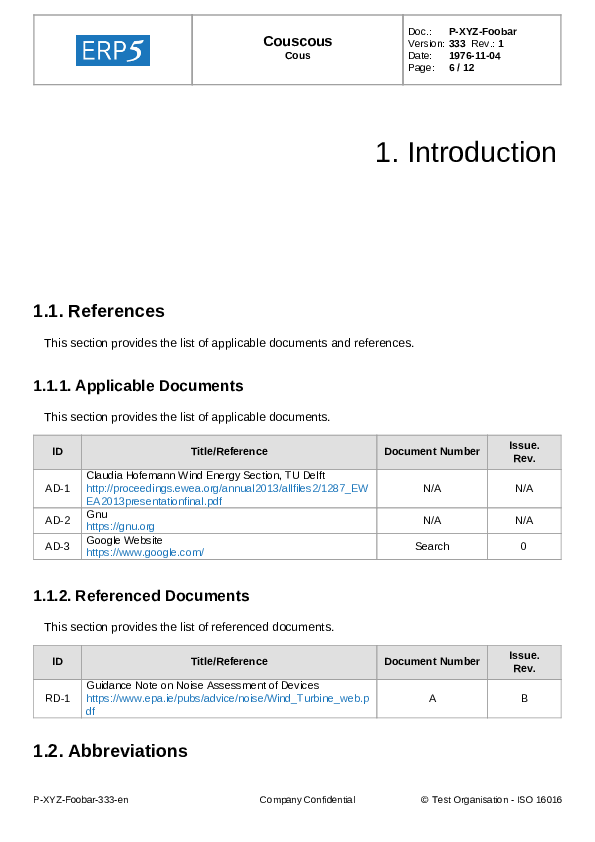 ERP5
Couscous
Cous
Doc.: P-XYZ-Foobar
Version: 333 Rev.: 1
Date: 1976-11-04
Page: 6 / 12
1. Introduction
1.1. References
This section provides the list of applicable documents and references.
1.1.1. Applicable Documents
This section provides the list of applicable documents.
ID Title/Reference Document Number Issue.
Rev.
Claudia Hofemann Wind Energy Section, TU Delft
AD-1 http://proceedings.ewea.org/annual2013/allfiles2/1287_EW N/A N/A
EA2013presentationfinal.pdf
Gnu
AD-2 https://gnu.org N/A N/A
Google Website
AD-3 https://www.google.com/ Search 0
1.1.2. Referenced Documents
This section provides the list of referenced documents.
ID Title/Reference Document Number Issue.
Rev.
Guidance Note on Noise Assessment of Devices
RD-1 https://www.epa.ie/pubs/advice/noise/Wind_Turbine_web.p A B
df
1.2. Abbreviations
P-XYZ-Foobar-333-en Company Confidential © Test Organisation - ISO 16016